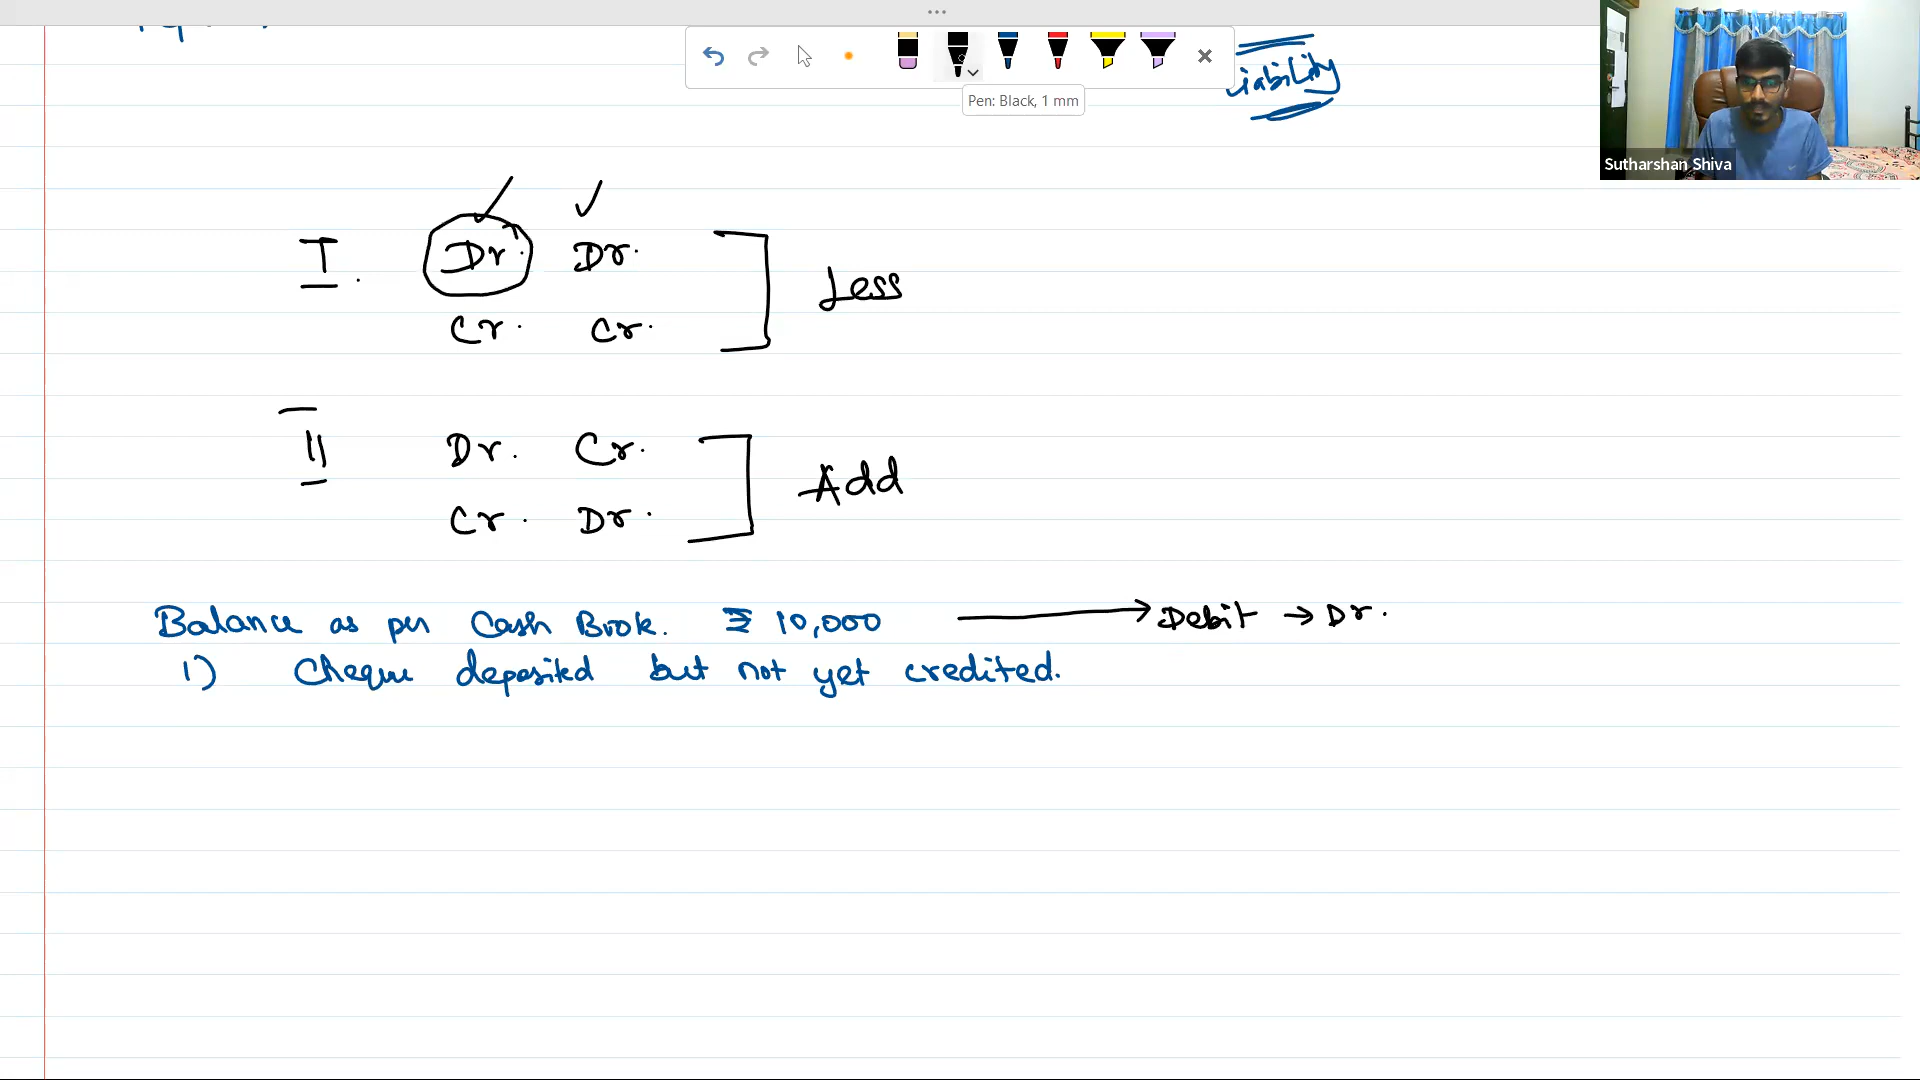 Pen: Black, 1 mm
iability
Sutharshan Shiva
I. Dr. Dr.
Less
Cr. Cr.
II Dr. Cr.
Add
Cr. Dr.
Balance as per Cash Book. ₹ 10,000 → Debit → Dr.
1) Cheque deposited but not yet credited.